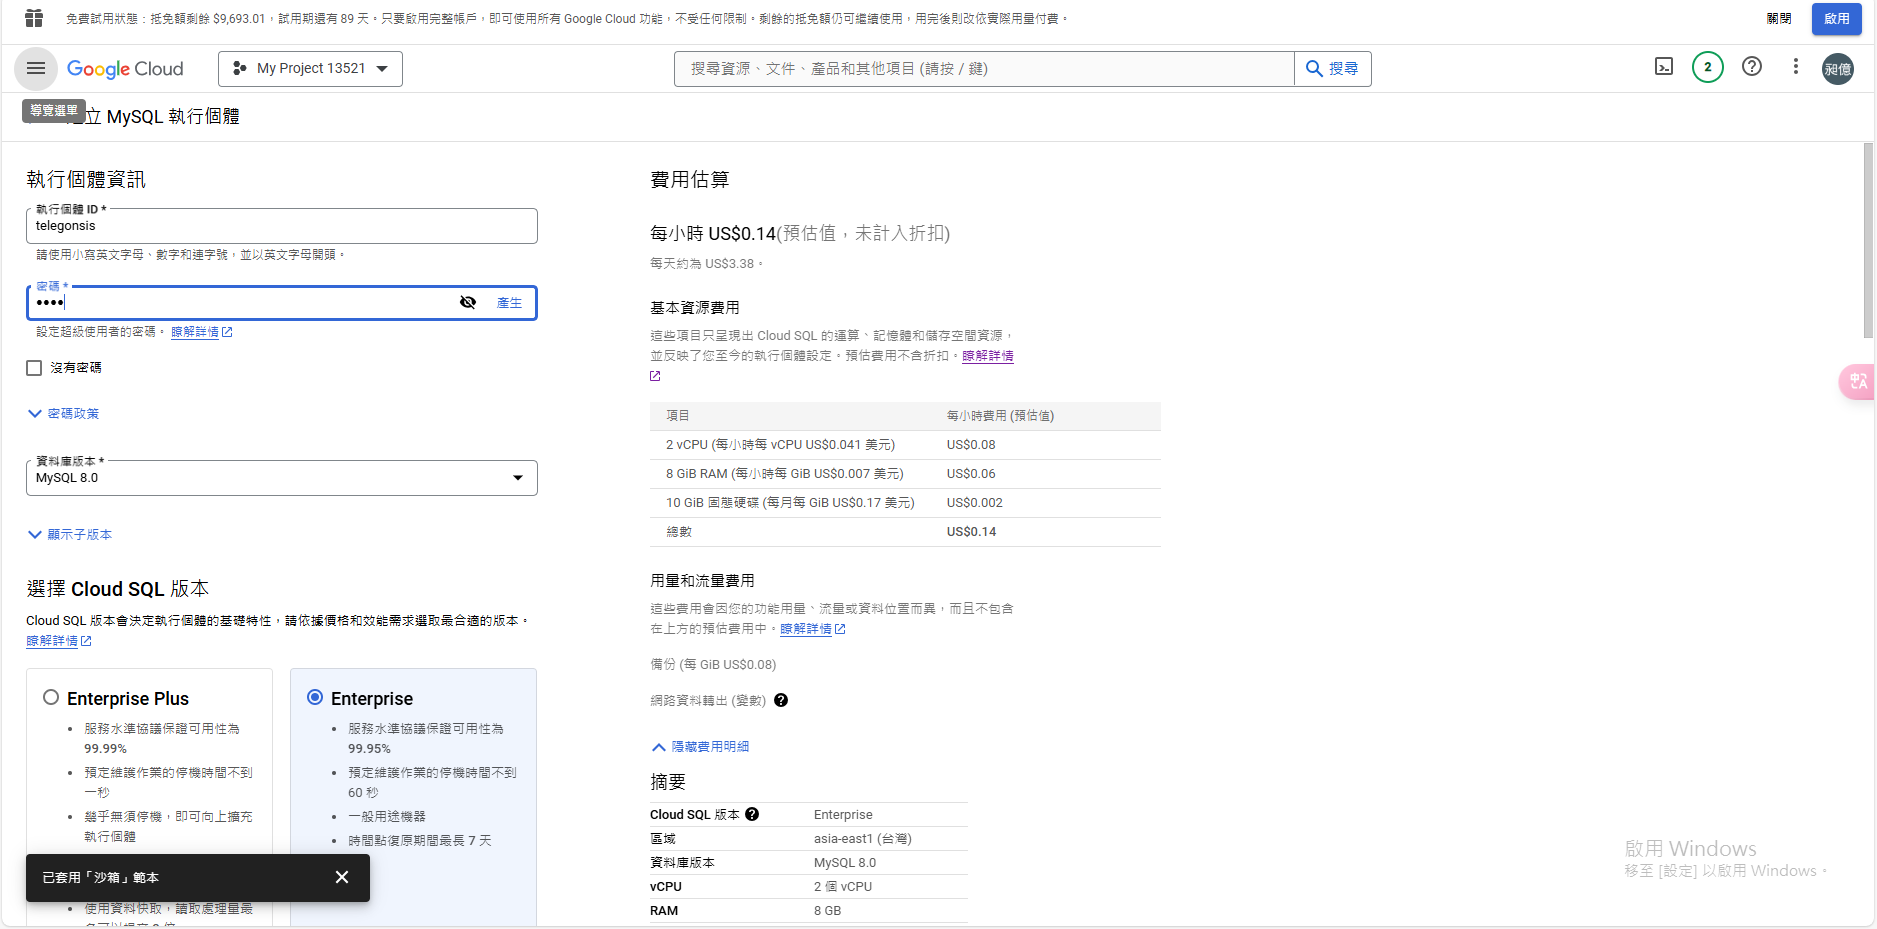 免費試用狀態：抵免額剩餘 $9,693.01，試用期還有 89 天。只要啟用完整帳戶，即可使用所有 Google Cloud 功能，不受任何限制。剩餘的抵免額仍可繼續使用，用完後則改依實際用量付費。
關閉
啟用
Google Cloud
My Project 13521
搜尋資源、文件、產品和其他項目 (請按 / 鍵)
搜尋
2
昶億
導覽選單
立 MySQL 執行個體
執行個體資訊
執行個體 ID *
telegonsis
請使用小寫英文字母、數字和連字號，並以英文字母開頭。
密碼 *
••••
產生
設定超級使用者的密碼。 瞭解詳情
沒有密碼
密碼政策
資料庫版本 *
MySQL 8.0
顯示子版本
選擇 Cloud SQL 版本
Cloud SQL 版本會決定執行個體的基礎特性，請依據價格和效能需求選取最合適的版本。
瞭解詳情
Enterprise Plus
服務水準協議保證可用性為
99.99%
預定維護作業的停機時間不到
一秒
幾乎無須停機，即可向上擴充
執行個體
使用資料快取，讀取處理量最
Enterprise
服務水準協議保證可用性為
99.95%
預定維護作業的停機時間不到
60 秒
一般用途機器
時間點復原期間最長 7 天
已套用「沙箱」範本
費用估算
每小時 US$0.14(預估值，未計入折扣)
每天約為 US$3.38。
基本資源費用
這些項目只呈現出 Cloud SQL 的運算、記憶體和儲存空間資源，
並反映了您至今的執行個體設定。預估費用不含折扣。瞭解詳情
項目 每小時費用 (預估值)
2 vCPU (每小時每 vCPU US$0.041 美元) US$0.08
8 GiB RAM (每小時每 GiB US$0.007 美元) US$0.06
10 GiB 固態硬碟 (每月每 GiB US$0.17 美元) US$0.002
總數 US$0.14
用量和流量費用
這些費用會因您的功能用量、流量或資料位置而異，而且不包含
在上方的預估費用中。瞭解詳情
備份 (每 GiB US$0.08)
網路資料輸出 (變數)
隱藏費用明細
摘要
Cloud SQL 版本 Enterprise
區域 asia-east1 (台灣)
資料庫版本 MySQL 8.0
vCPU 2 個 vCPU
RAM 8 GB
啟用 Windows
移至 [設定] 以啟用 Windows。